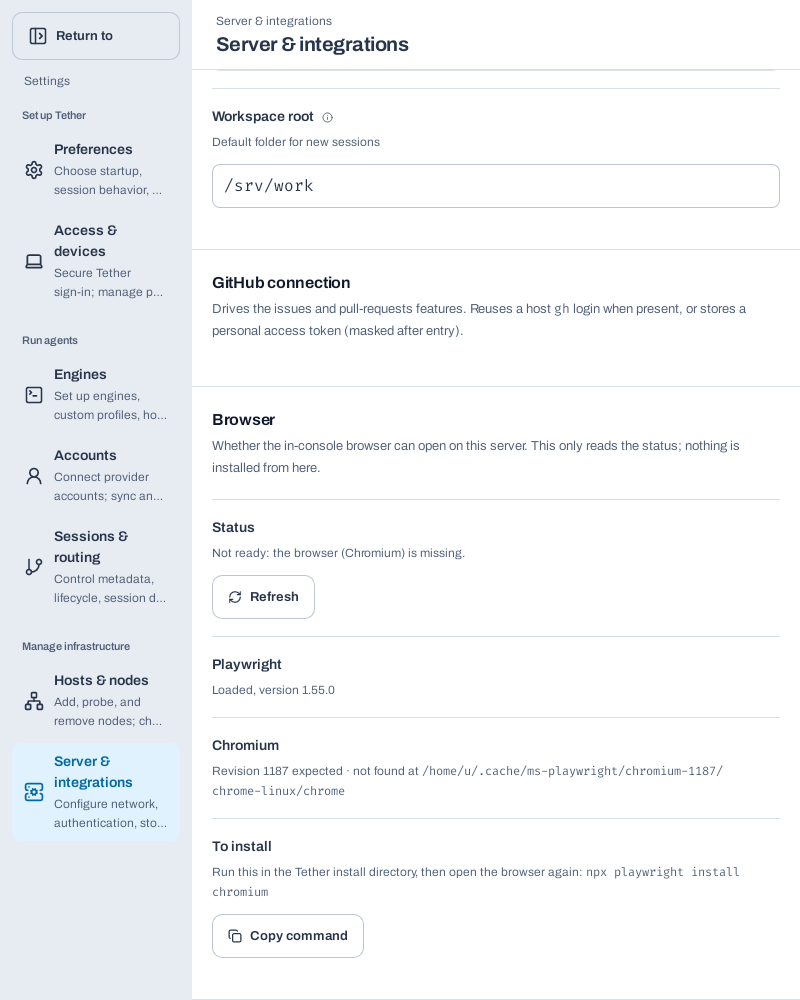 Return to
Settings
Set up Tether
Preferences
Choose startup,
session behavior, ...
Access &
devices
Secure Tether
sign-in; manage p...
Run agents
Engines
Set up engines,
custom profiles, ho...
Accounts
Connect provider
accounts; sync an...
Sessions &
routing
Control metadata,
lifecycle, session d...
Manage infrastructure
Hosts & nodes
Add, probe, and
remove nodes; ch...
Server &
integrations
Configure network,
authentication, sto...
Server & integrations
Server & integrations
Workspace root
Default folder for new sessions
/srv/work
GitHub connection
Drives the issues and pull-requests features. Reuses a host gh login when present, or stores a
personal access token (masked after entry).
Browser
Whether the in-console browser can open on this server. This only reads the status; nothing is
installed from here.
Status
Not ready: the browser (Chromium) is missing.
Refresh
Playwright
Loaded, version 1.55.0
Chromium
Revision 1187 expected · not found at /home/u/.cache/ms-playwright/chromium-1187/
chrome-linux/chrome
To install
Run this in the Tether install directory, then open the browser again: npx playwright install
chromium
Copy command